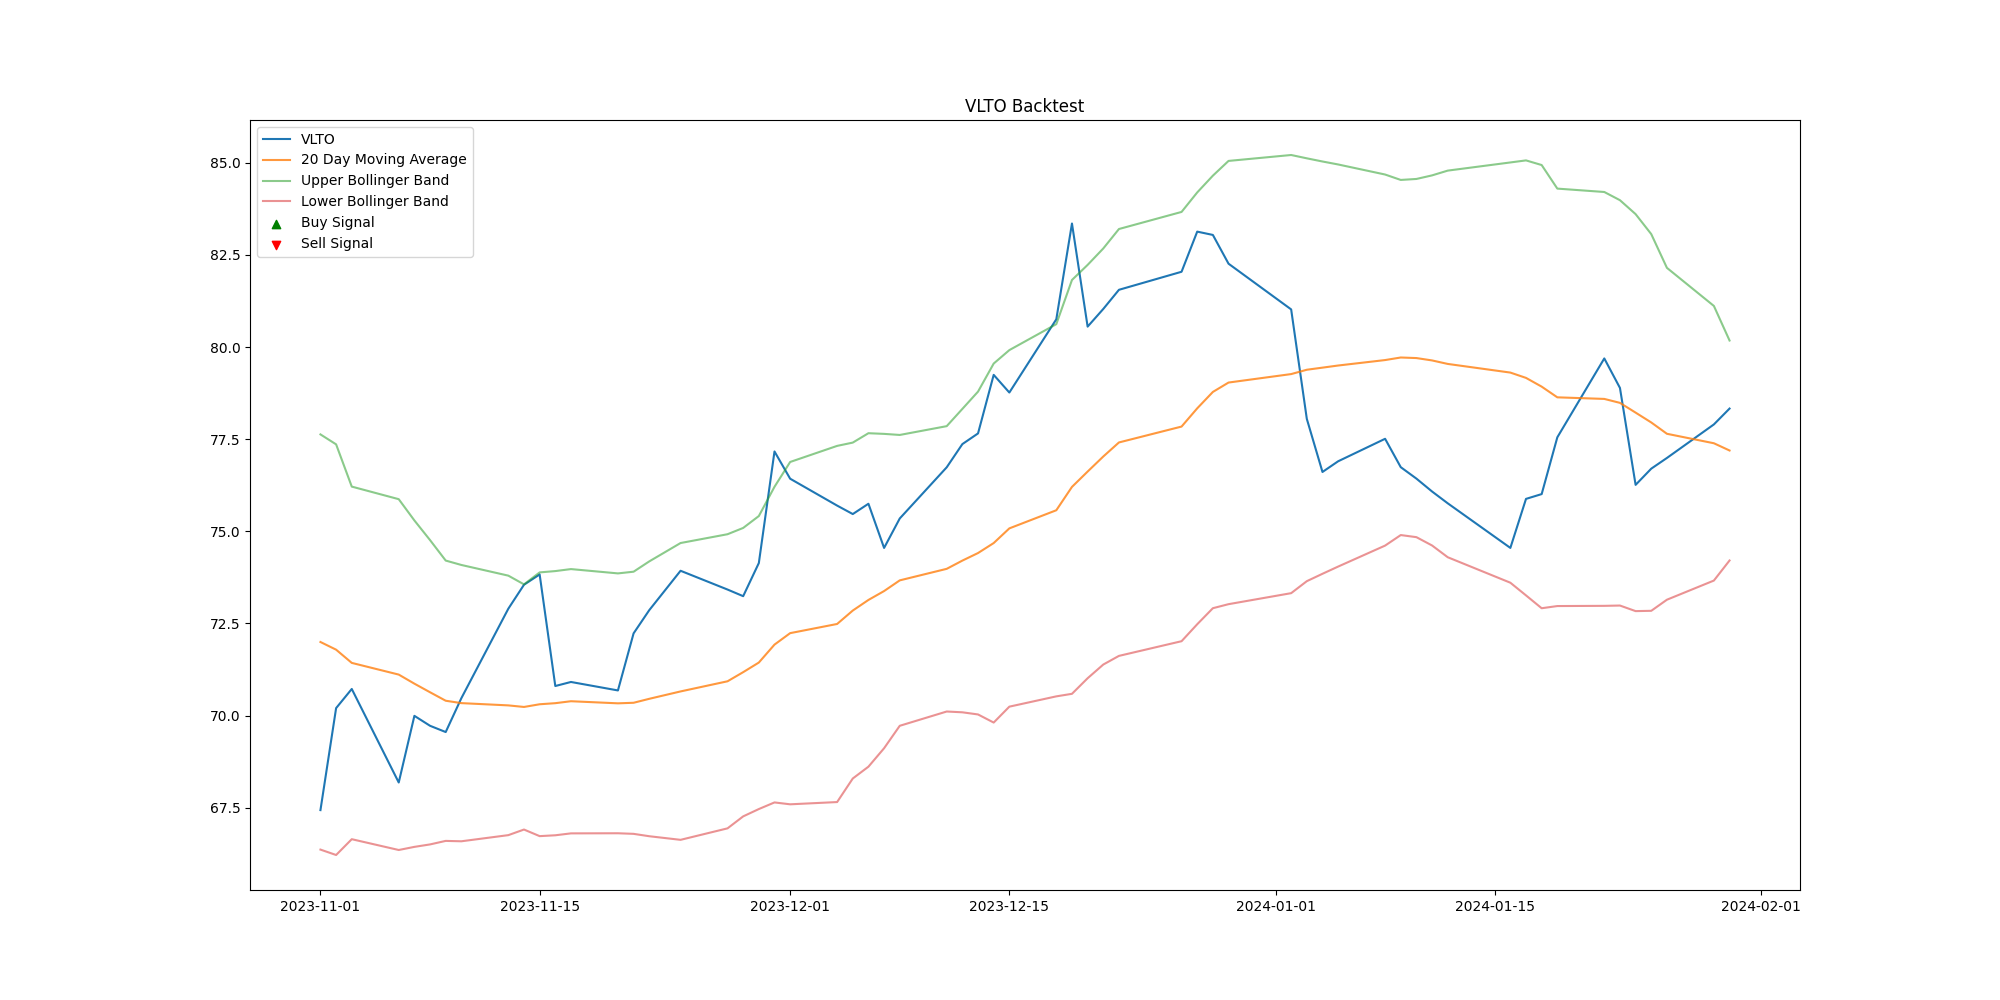 VLTO Backtest
VLTO
20 Day Moving Average
Upper Bollinger Band
Lower Bollinger Band
Buy Signal
Sell Signal
85.0
82.5
80.0
77.5
75.0
72.5
70.0
67.5
2023-11-01 2023-11-15 2023-12-01 2023-12-15 2024-01-01 2024-01-15 2024-02-01